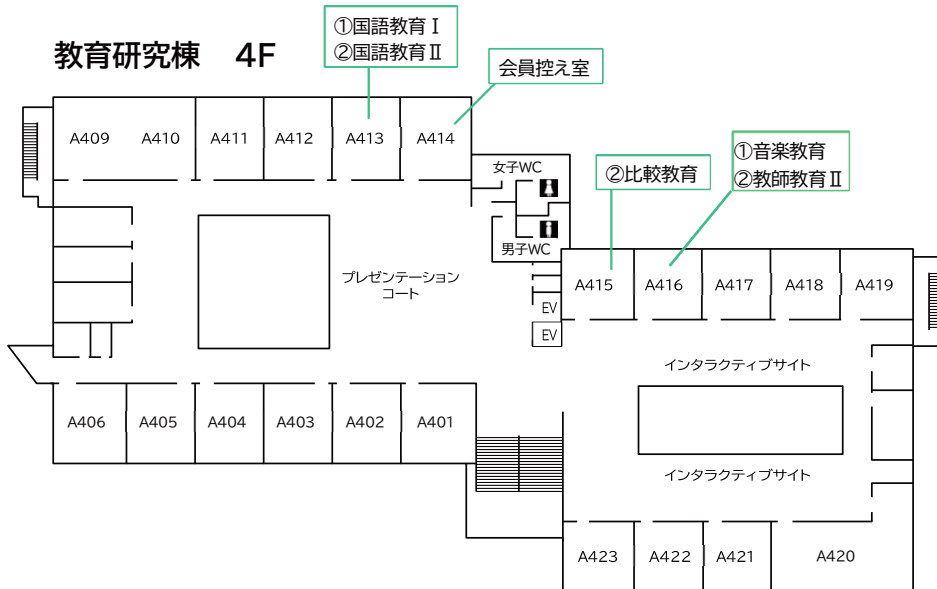 教育研究棟　4F
①国語教育Ⅰ
②国語教育Ⅱ
会員控え室
A409
A410
A411
A412
A413
A414
女子WC
男子WC
②比較教育
①音楽教育
②教師教育Ⅱ
プレゼンテーション
コート
EV
EV
A415
A416
A417
A418
A419
インタラクティブサイト
インタラクティブサイト
A406
A405
A404
A403
A402
A401
A423
A422
A421
A420